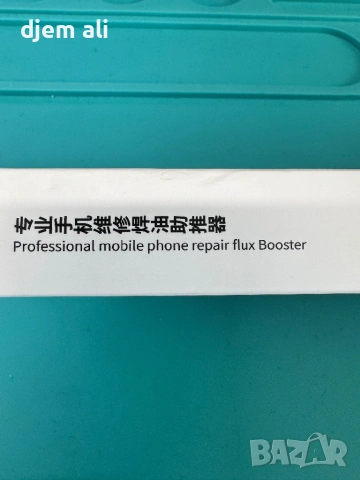 djem ali
专业手机维修焊油助推器
Professional mobile phone repair flux Booster
BAZAR